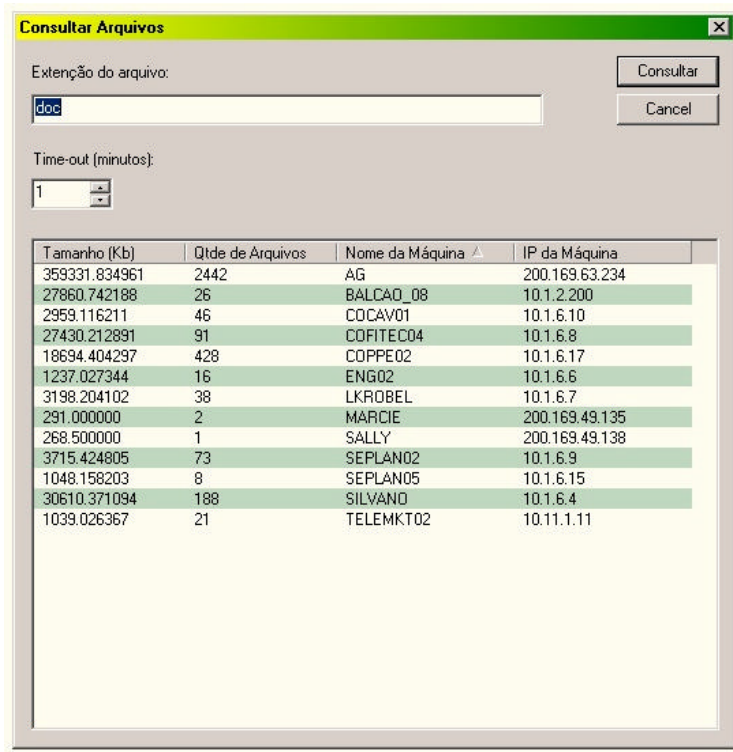 Consultar Arquivos
Extenção do arquivo:
Consultar
doc
Cancel
Time-out (minutos):
1
Tamanho (Kb) Qtde de Arquivos Nome da Máquina IP da Máquina
359331.834961 2442 AG 200.169.63.234
27860.742188 26 BALCAO_08 10.1.2.200
2959.116211 46 COCAV01 10.1.6.10
27430.212891 91 COFITEC04 10.1.6.8
18694.404297 428 COPPE02 10.1.6.17
1237.027344 16 ENG02 10.1.6.6
3198.204102 38 LKROBEL 10.1.6.7
291.000000 2 MARCIE 200.169.49.135
268.500000 1 SALLY 200.169.49.138
3715.424805 73 SEPLAN02 10.1.6.9
1048.158203 8 SEPLAN05 10.1.6.15
30610.371094 188 SILVANO 10.1.6.4
1039.026367 21 TELEMKT02 10.11.1.11